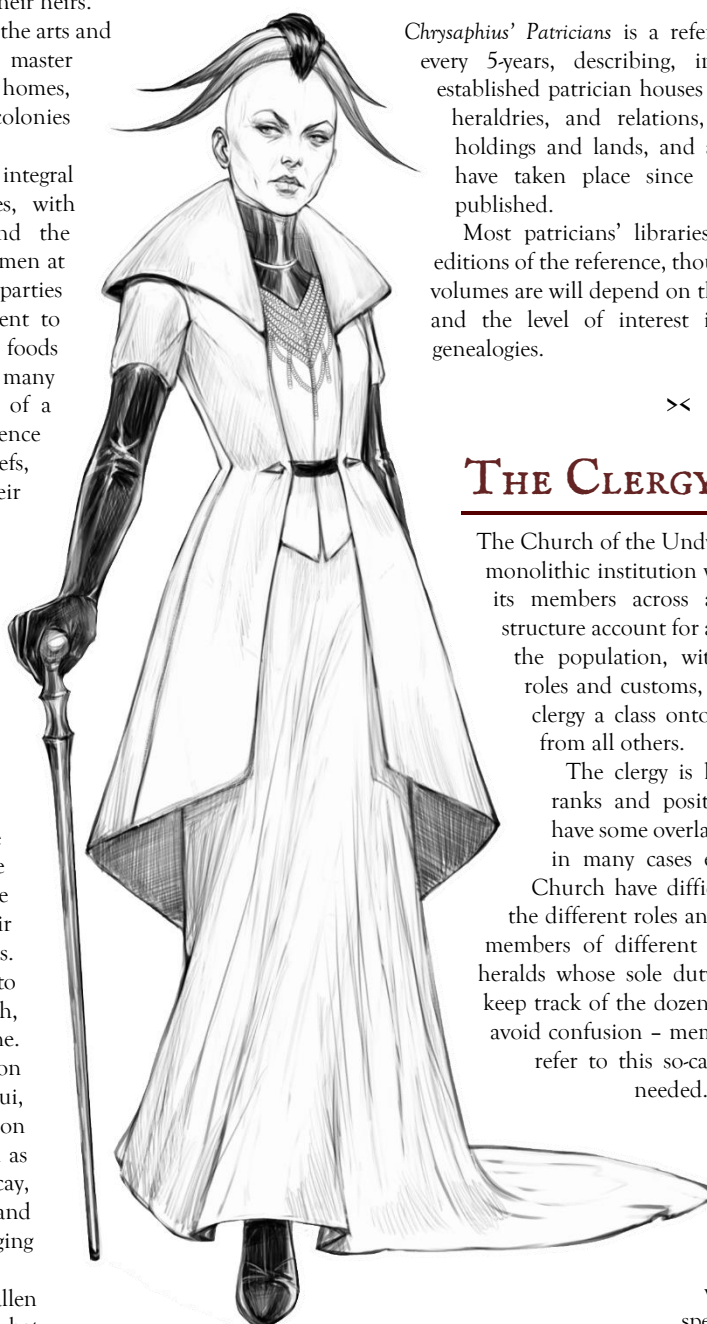 heir heirs.
the arts and
master
homes,
colonies
integral
es, with
nd the
men at
parties
ent to
foods
many
of a
ence
efs,
eir
e
e
ir
s.
to
h,
ne.
on
ui,
on
as
cay,
and
ging
llen
Chrysaphius' Patricians is a refer
every 5-years, describing, in
established patrician houses
heraldries, and relations,
holdings and lands, and
have taken place since
published.
Most patricians' libraries
editions of the reference, thou
volumes are will depend on th
and the level of interest i
genealogies.
The Clergy
The Church of the Und
monolithic institution
its members across a
structure account for a
the population, wit
roles and customs,
clergy a class onto
from all others.
The clergy is
ranks and posit
have some overla
in many cases
Church have diffi
the different roles an
members of different
heralds whose sole dut
keep track of the dozen
avoid confusion – mem
refer to this so-ca
needed.
spe